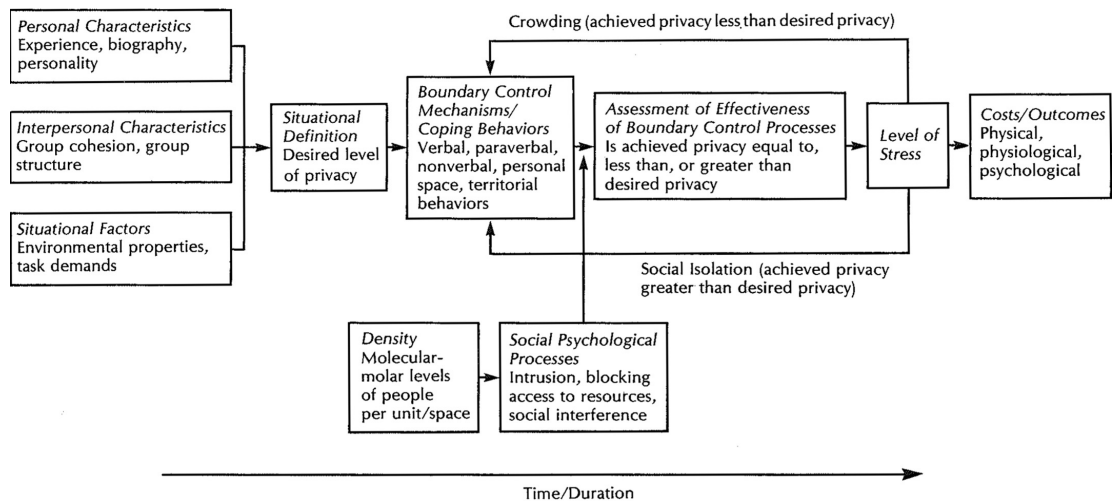 Personal Characteristics
Experience, biography,
personality
Interpersonal Characteristics
Group cohesion, group
structure
Situational Factors
Environmental properties,
task demands
Situational
Definition
Desired level
of privacy
Crowding (achieved privacy less than desired privacy)
Boundary Control
Mechanisms/
Coping Behaviors
Verbal, paraverbal,
nonverbal, personal
space, territorial
behaviors
Assessment of Effectiveness
of Boundary Control Processes
Is achieved privacy equal to,
less than, or greater than
desired privacy
Level of
Stress
Costs/Outcomes
Physical,
physiological,
psychological
Social Isolation (achieved privacy
greater than desired privacy)
Density
Molecular-
molar levels
of people
per unit/space
Social Psychological
Processes
Intrusion, blocking
access to resources,
social interference
Time/Duration